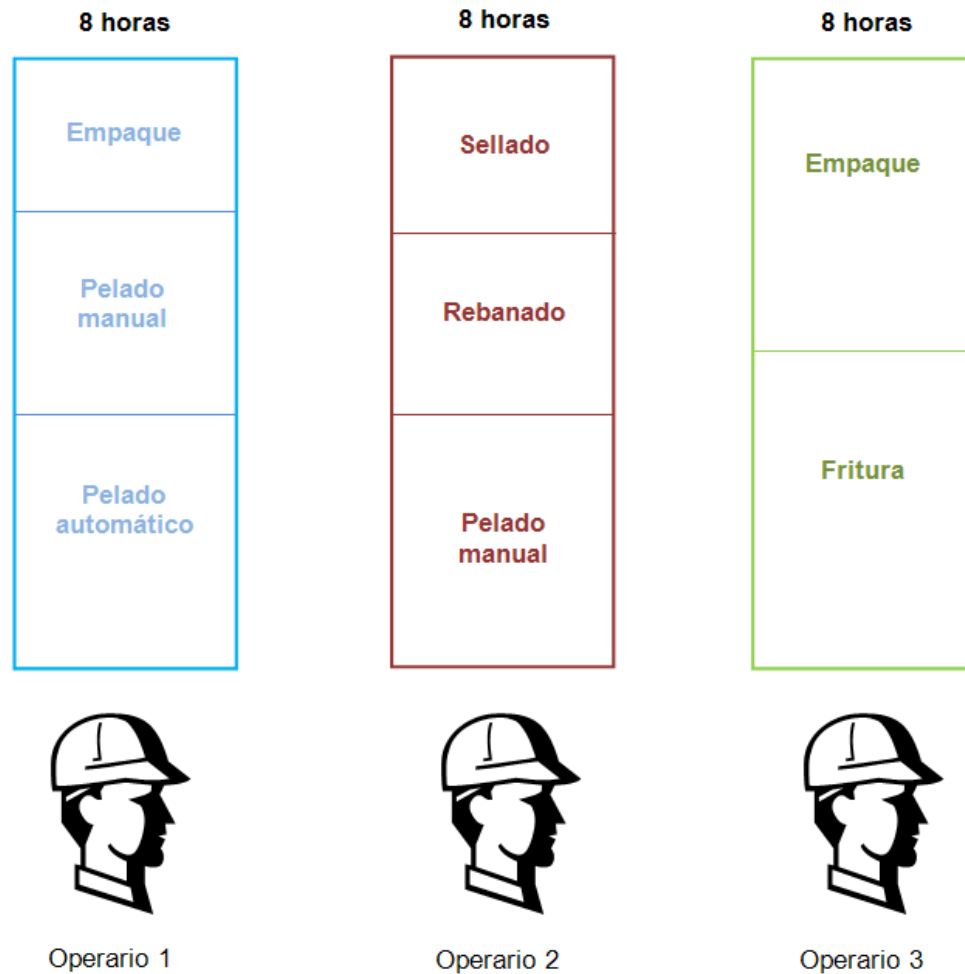 8 horas
8 horas
8 horas
Empaque
Pelado
manual
Pelado
automático
Sellado
Rebanado
Pelado
manual
Empaque
Fritura
Operario 1
Operario 2
Operario 3